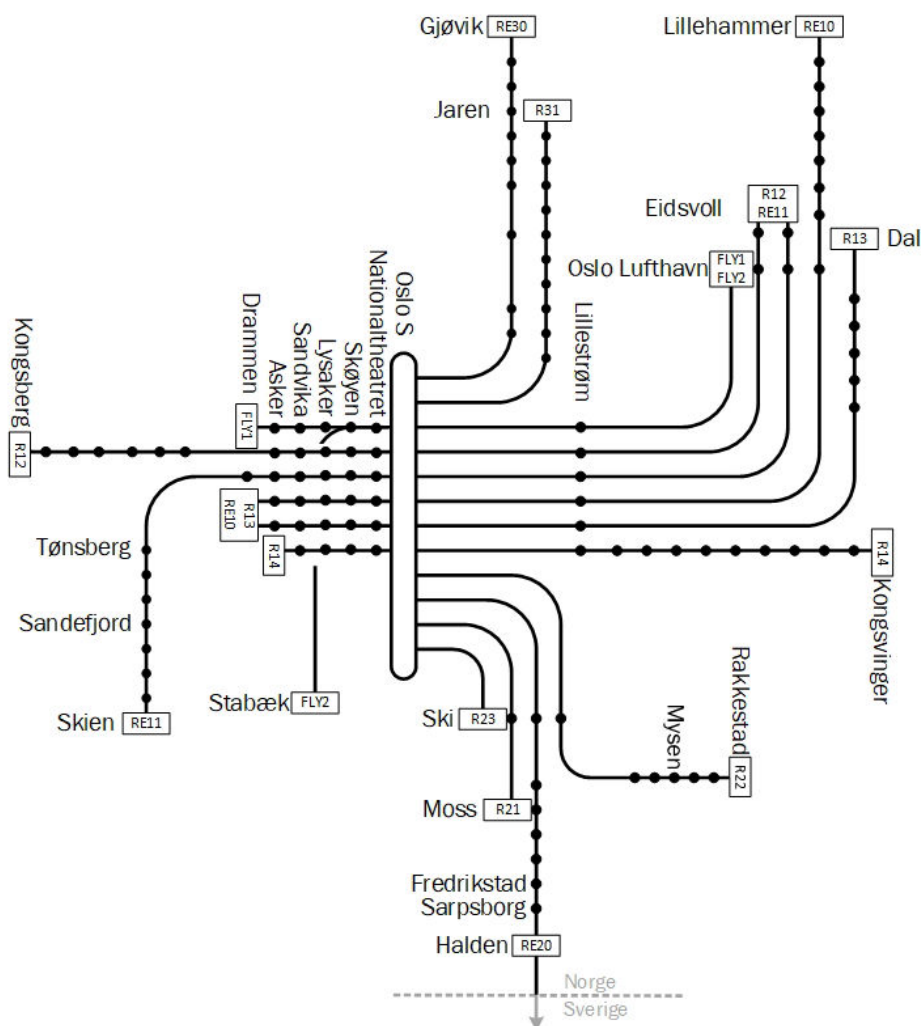 Gjøvik RE30
Lillehammer RE10
Jaren R31
Eidsvoll R12
RE11
Oslo Lufthavn FLY1
FLY2
R13 Dal
Kongsberg
R12
Drammen
FLY1
Asker
Sandvika
Lysaker
Skøyen
Nationaltheatret
Oslo S
Lillestrøm
R13
RE10
R14
R14
Kongsvinger
Tønsberg
Sandefjord
Skien RE11
Stabæk FLY2
Ski R23
Mysen
Rakkestad
R22
Moss R21
Fredrikstad
Sarpsborg
Halden RE20
Norge
Sverige